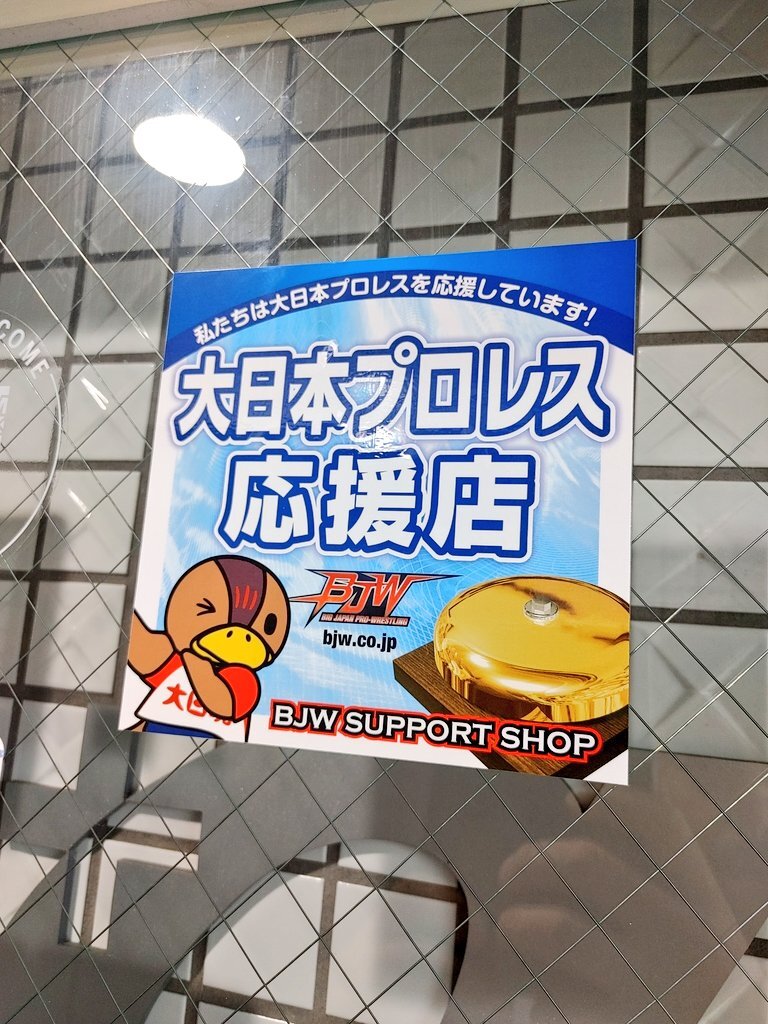 私たちは大日本プロレスを応援しています!
大日本プロレス
応援店
BJW
BIG JAPAN PRO-WRESTLING
bjw.co.jp
大日
BJW SUPPORT SHOP
COME